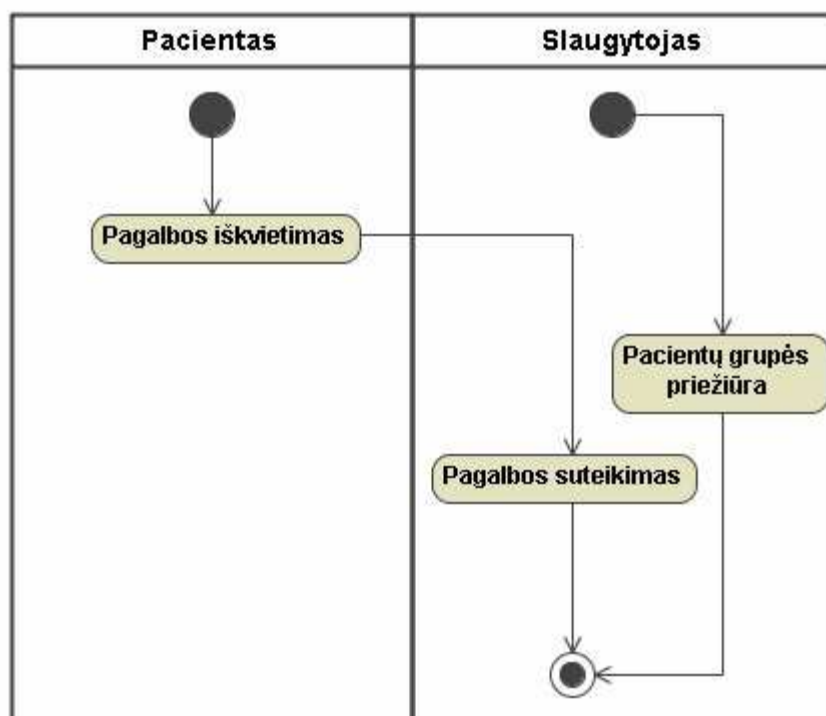 Pacientas
Slaugytojas
Pagalbos iškvietimas
Pacientų grupės
priežiūra
Pagalbos suteikimas